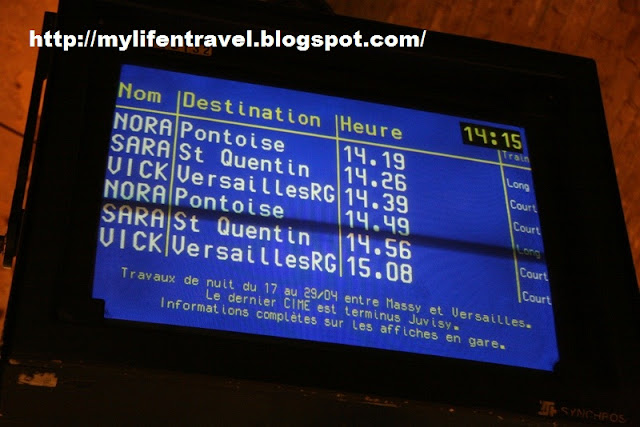 http://mylifentravel.blogspot.com/
14:15
Nom Destination Heure Train
NORA Pontoise 14.19 Long
SARA St Quentin 14.26 Court
VICK VersaillesRG 14.39 Court
NORA Pontoise 14.49 Long
SARA St Quentin 14.56 Court
VICK VersaillesRG 15.08 Court
Travaux de nuit du 17 au 29/04 entre Massy et Versailles.
Le dernier CIME est terminus Juvisy.
Informations complètes sur les affiches en gare.
SYNCHROS